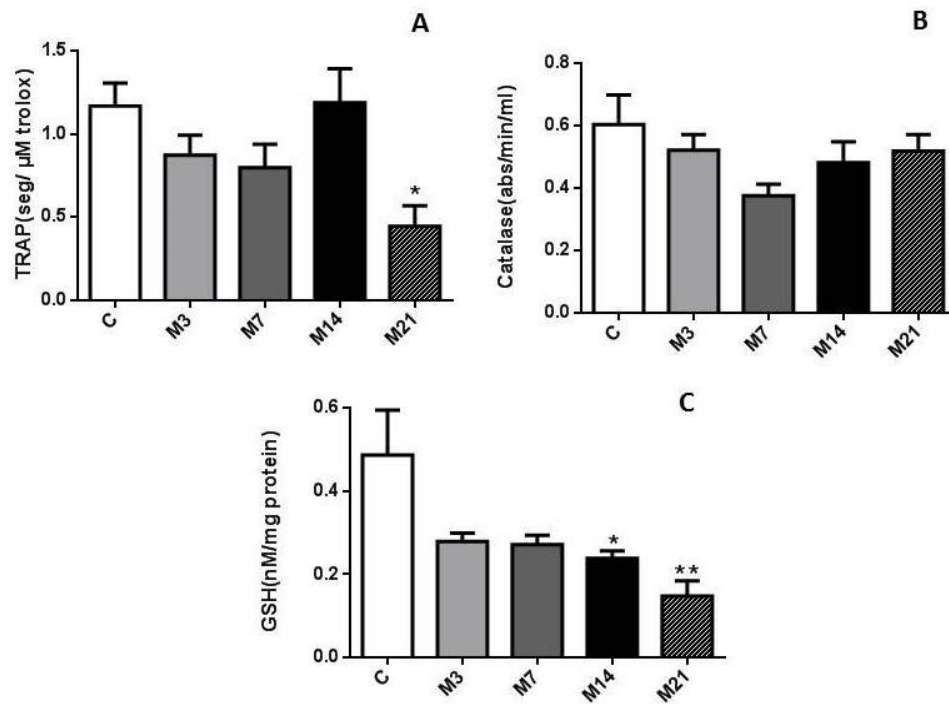 A
TRAP(seg/ µM trolox)
1.5
1.0
0.5
0.0
*
C
M3
M7
M14
M21
B
Catalase(abs/min/ml)
0.8
0.6
0.4
0.2
0.0
C
M3
M7
M14
M21
C
GSH(nM/mg protein)
0.6
0.4
0.2
0.0
*
**
C
M3
M7
M14
M21